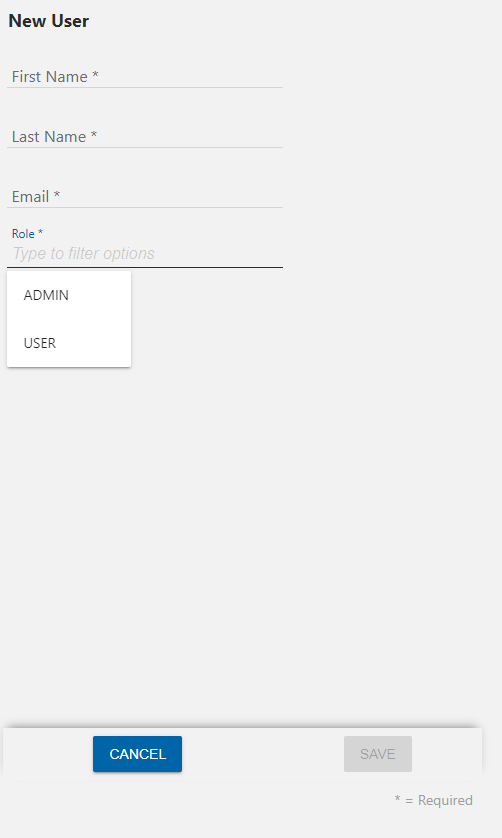 New User
First Name *
Last Name *
Email *
Role *
Type to filter options
ADMIN
USER
CANCEL
SAVE
* = Required